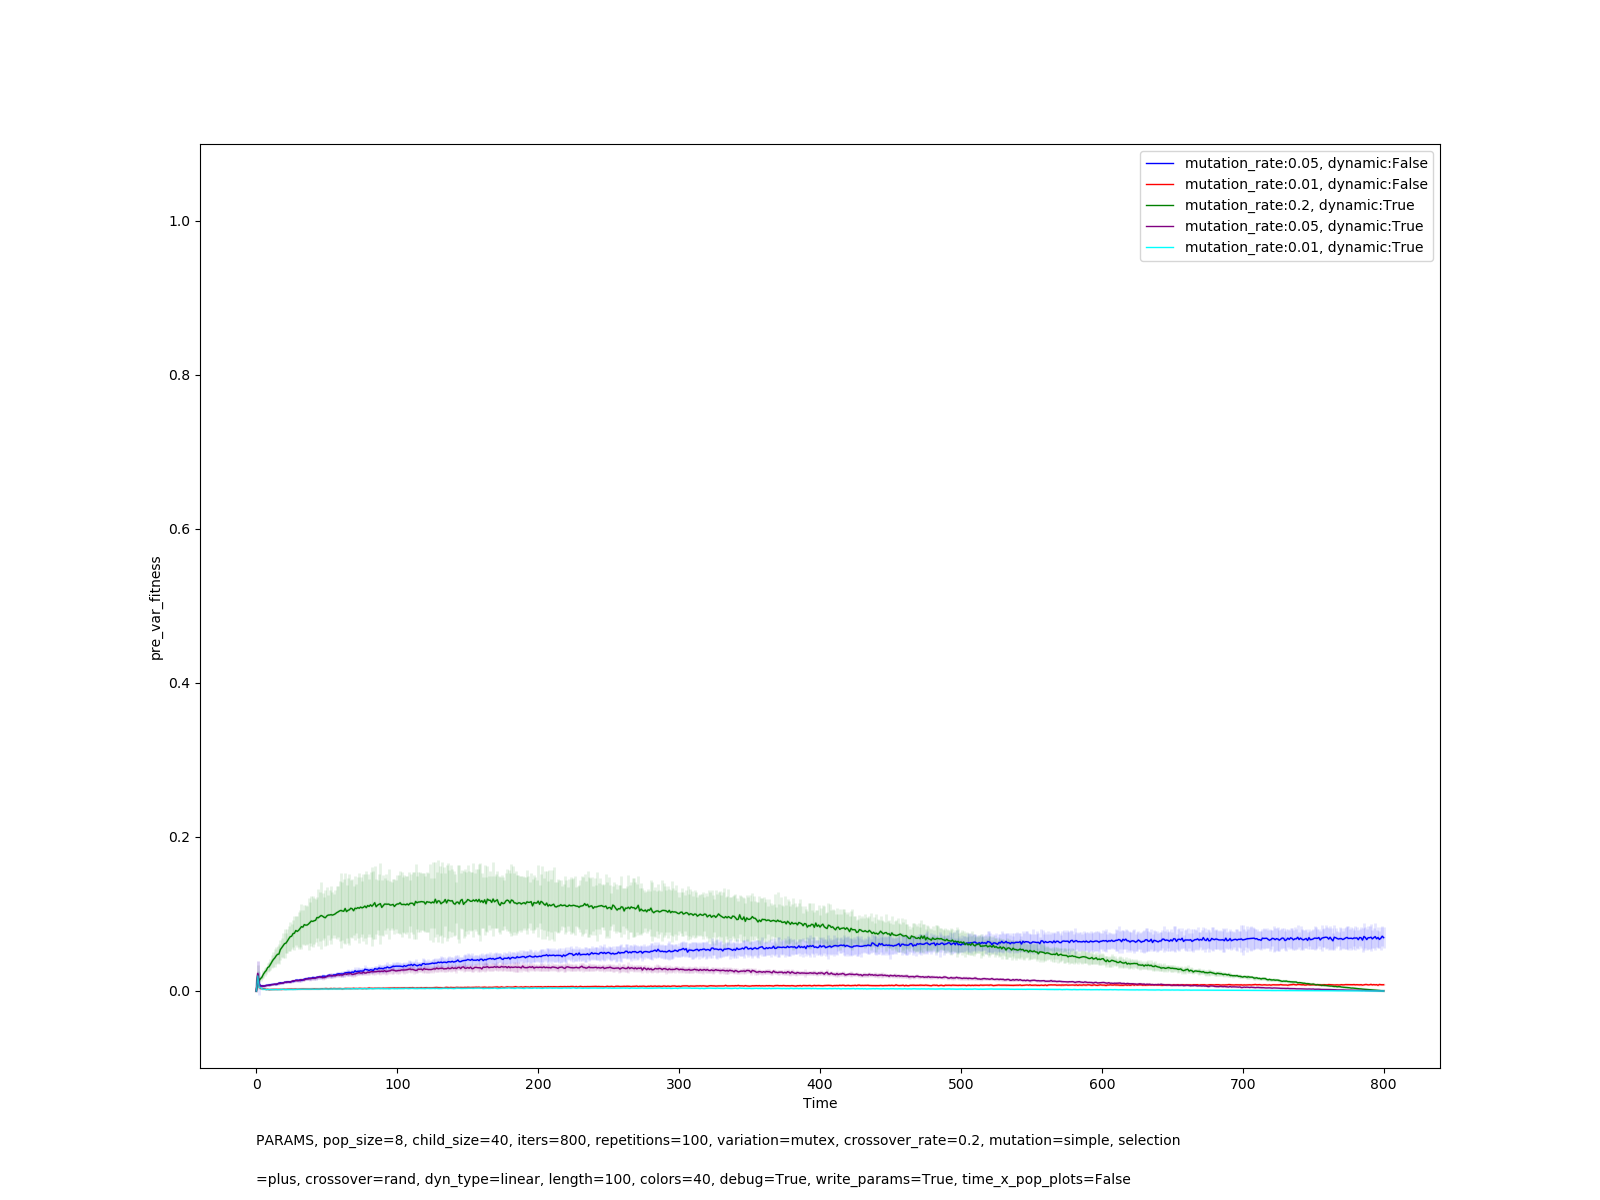 mutation_rate:0.05, dynamic:False
mutation_rate:0.01, dynamic:False
mutation_rate:0.2, dynamic:True
mutation_rate:0.05, dynamic:True
mutation_rate:0.01, dynamic:True
1.0
0.8
0.6
0.4
0.2
0.0
pre_var_fitness
0 100 200 300 400 500 600 700 800
Time
PARAMS, pop_size=8, child_size=40, iters=800, repetitions=100, variation=mutex, crossover_rate=0.2, mutation=simple, selection
=plus, crossover=rand, dyn_type=linear, length=100, colors=40, debug=True, write_params=True, time_x_pop_plots=False